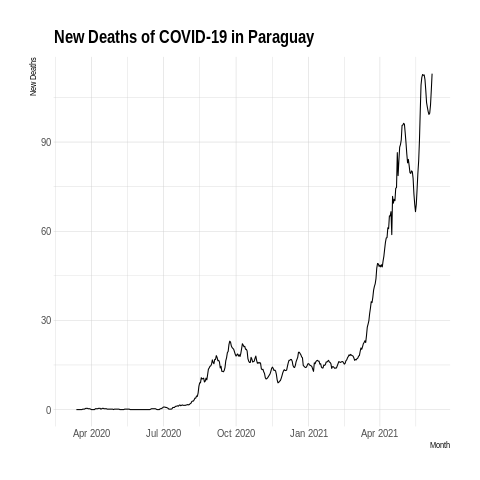 New Deaths of COVID-19 in Paraguay
New Deaths
90
60
30
0
Apr 2020
Jul 2020
Oct 2020
Jan 2021
Apr 2021
Month